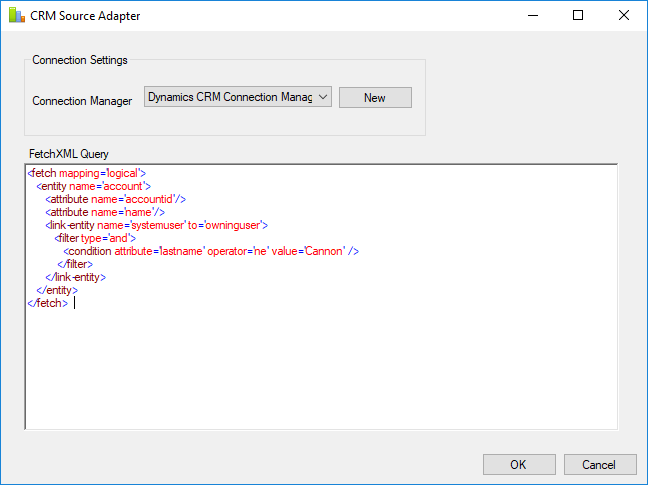 CRM Source Adapter
Connection Settings
Connection Manager
Dynamics CRM Connection Manag
New
FetchXML Query
<fetch mapping='logical'>
<entity name='account'>
<attribute name='accountid'/>
<attribute name='name'/>
<link-entity name='systemuser' to='owninguser'>
<filter type='and'>
<condition attribute='lastname' operator='ne' value='Cannon' />
</filter>
</link-entity>
</entity>
</fetch>
OK
Cancel